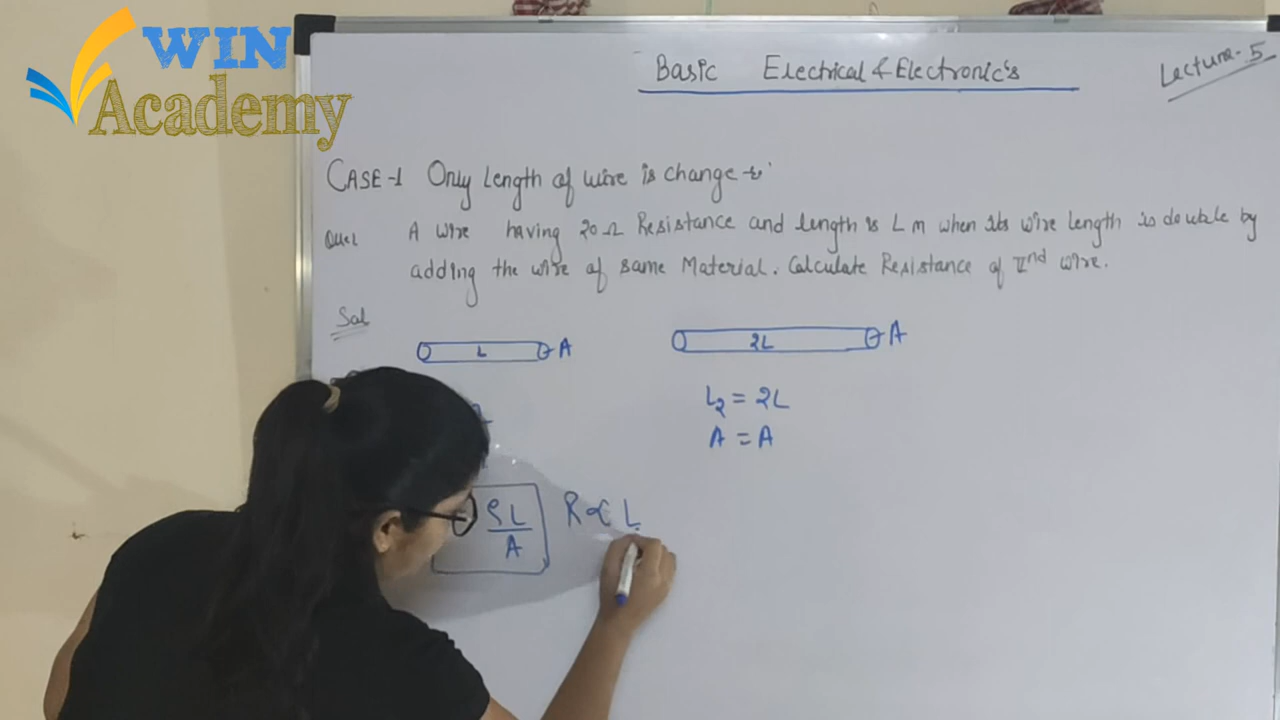 WIN
Academy
Basic Electrical & Electronic's
Lecture-5
CASE-1 Only Length of wire is change
Que1 A wire having 20Ω Resistance and length is L m when its wire length is double by
adding the wire of same Material. Calculate Resistance of IInd wire.
Sol
L A
2L A
L2 = 2L
A = A
ρL
A
R ∝ L